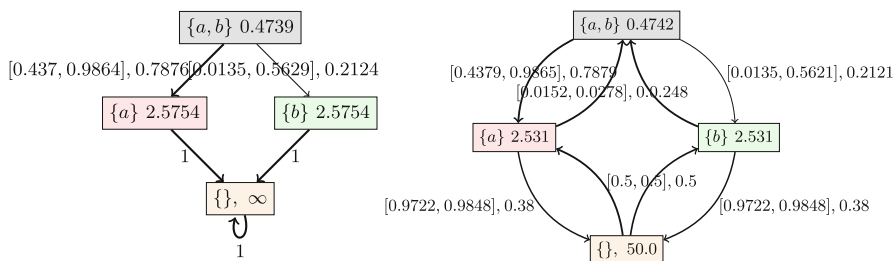 {a, b} 0.4739
[0.437, 0.9864], 0.7876
[0.0135, 0.5629], 0.2124
{a} 2.5754
{b} 2.5754
1
1
{}, ∞
1
{a, b} 0.4742
[0.4379, 0.9865], 0.7879
[0.0135, 0.5621], 0.2121
[0.0152, 0.0278], 0.0.248
{a} 2.531
{b} 2.531
[0.5, 0.5], 0.5
[0.9722, 0.9848], 0.38
[0.9722, 0.9848], 0.38
{}, 50.0